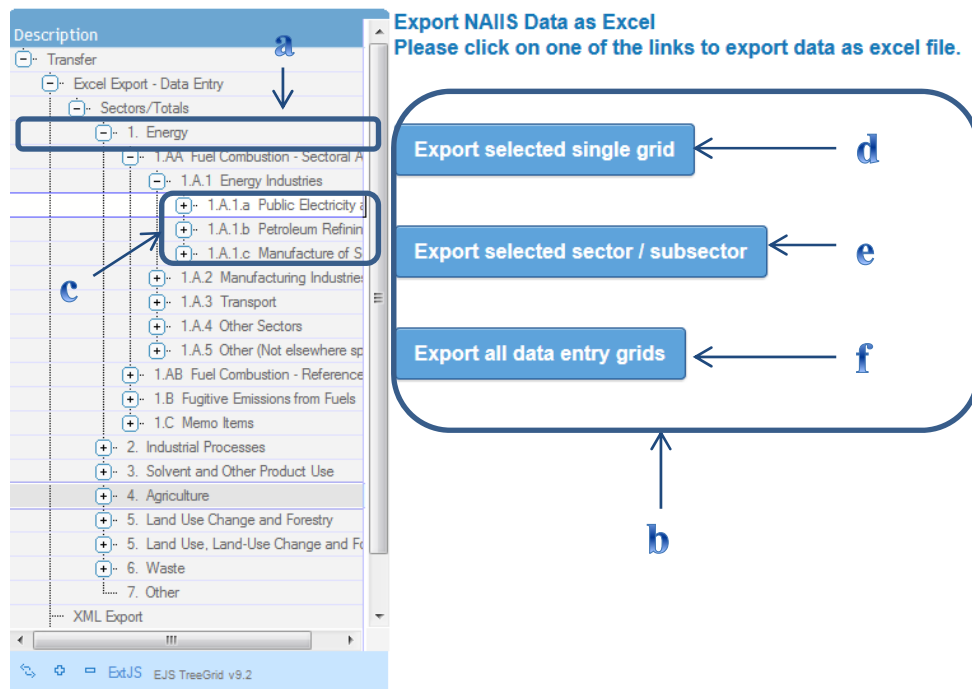 Description
Transfer
Excel Export - Data Entry
Sectors/Totals
1. Energy
1.AA Fuel Combustion - Sectoral A
1.A.1 Energy Industries
1.A.1.a Public Electricity a
1.A.1.b Petroleum Refinin
1.A.1.c Manufacture of S
1.A.2 Manufacturing Industries
1.A.3 Transport
1.A.4 Other Sectors
1.A.5 Other (Not elsewhere sp
1.AB Fuel Combustion - Reference
1.B Fugitive Emissions from Fuels
1.C Memo Items
2. Industrial Processes
3. Solvent and Other Product Use
4. Agriculture
5. Land Use Change and Forestry
5. Land Use, Land-Use Change and Fo
6. Waste
7. Other
XML Export
ExtJS EJS TreeGrid v9.2
a
c
Export NAIIS Data as Excel
Please click on one of the links to export data as excel file.
Export selected single grid
d
Export selected sector / subsector
e
Export all data entry grids
f
b